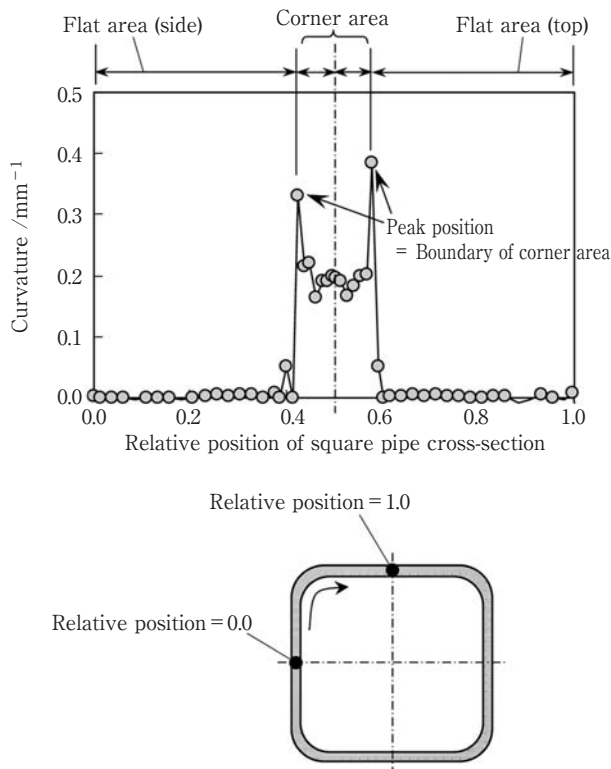 Corner area
Flat area (side)
Flat area (top)
0.5
0.4
0.3
0.2
0.1
0.0
Curvature /mm⁻¹
Peak position
= Boundary of corner area
0.0 0.2 0.4 0.6 0.8 1.0
Relative position of square pipe cross-section
Relative position = 1.0
Relative position = 0.0